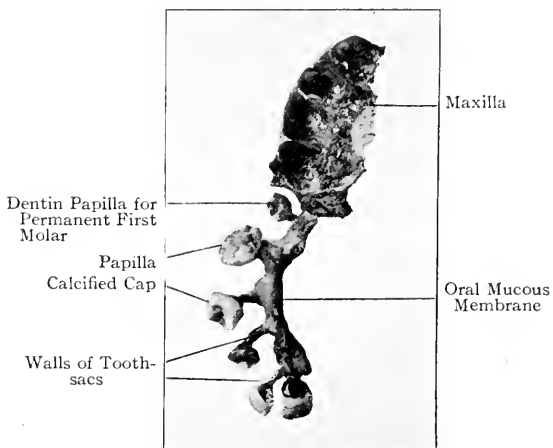 Maxilla
Dentin Papilla for
Permanent First
Molar
Papilla
Calcified Cap
Oral Mucous
Membrane
Walls of Tooth-
sacs